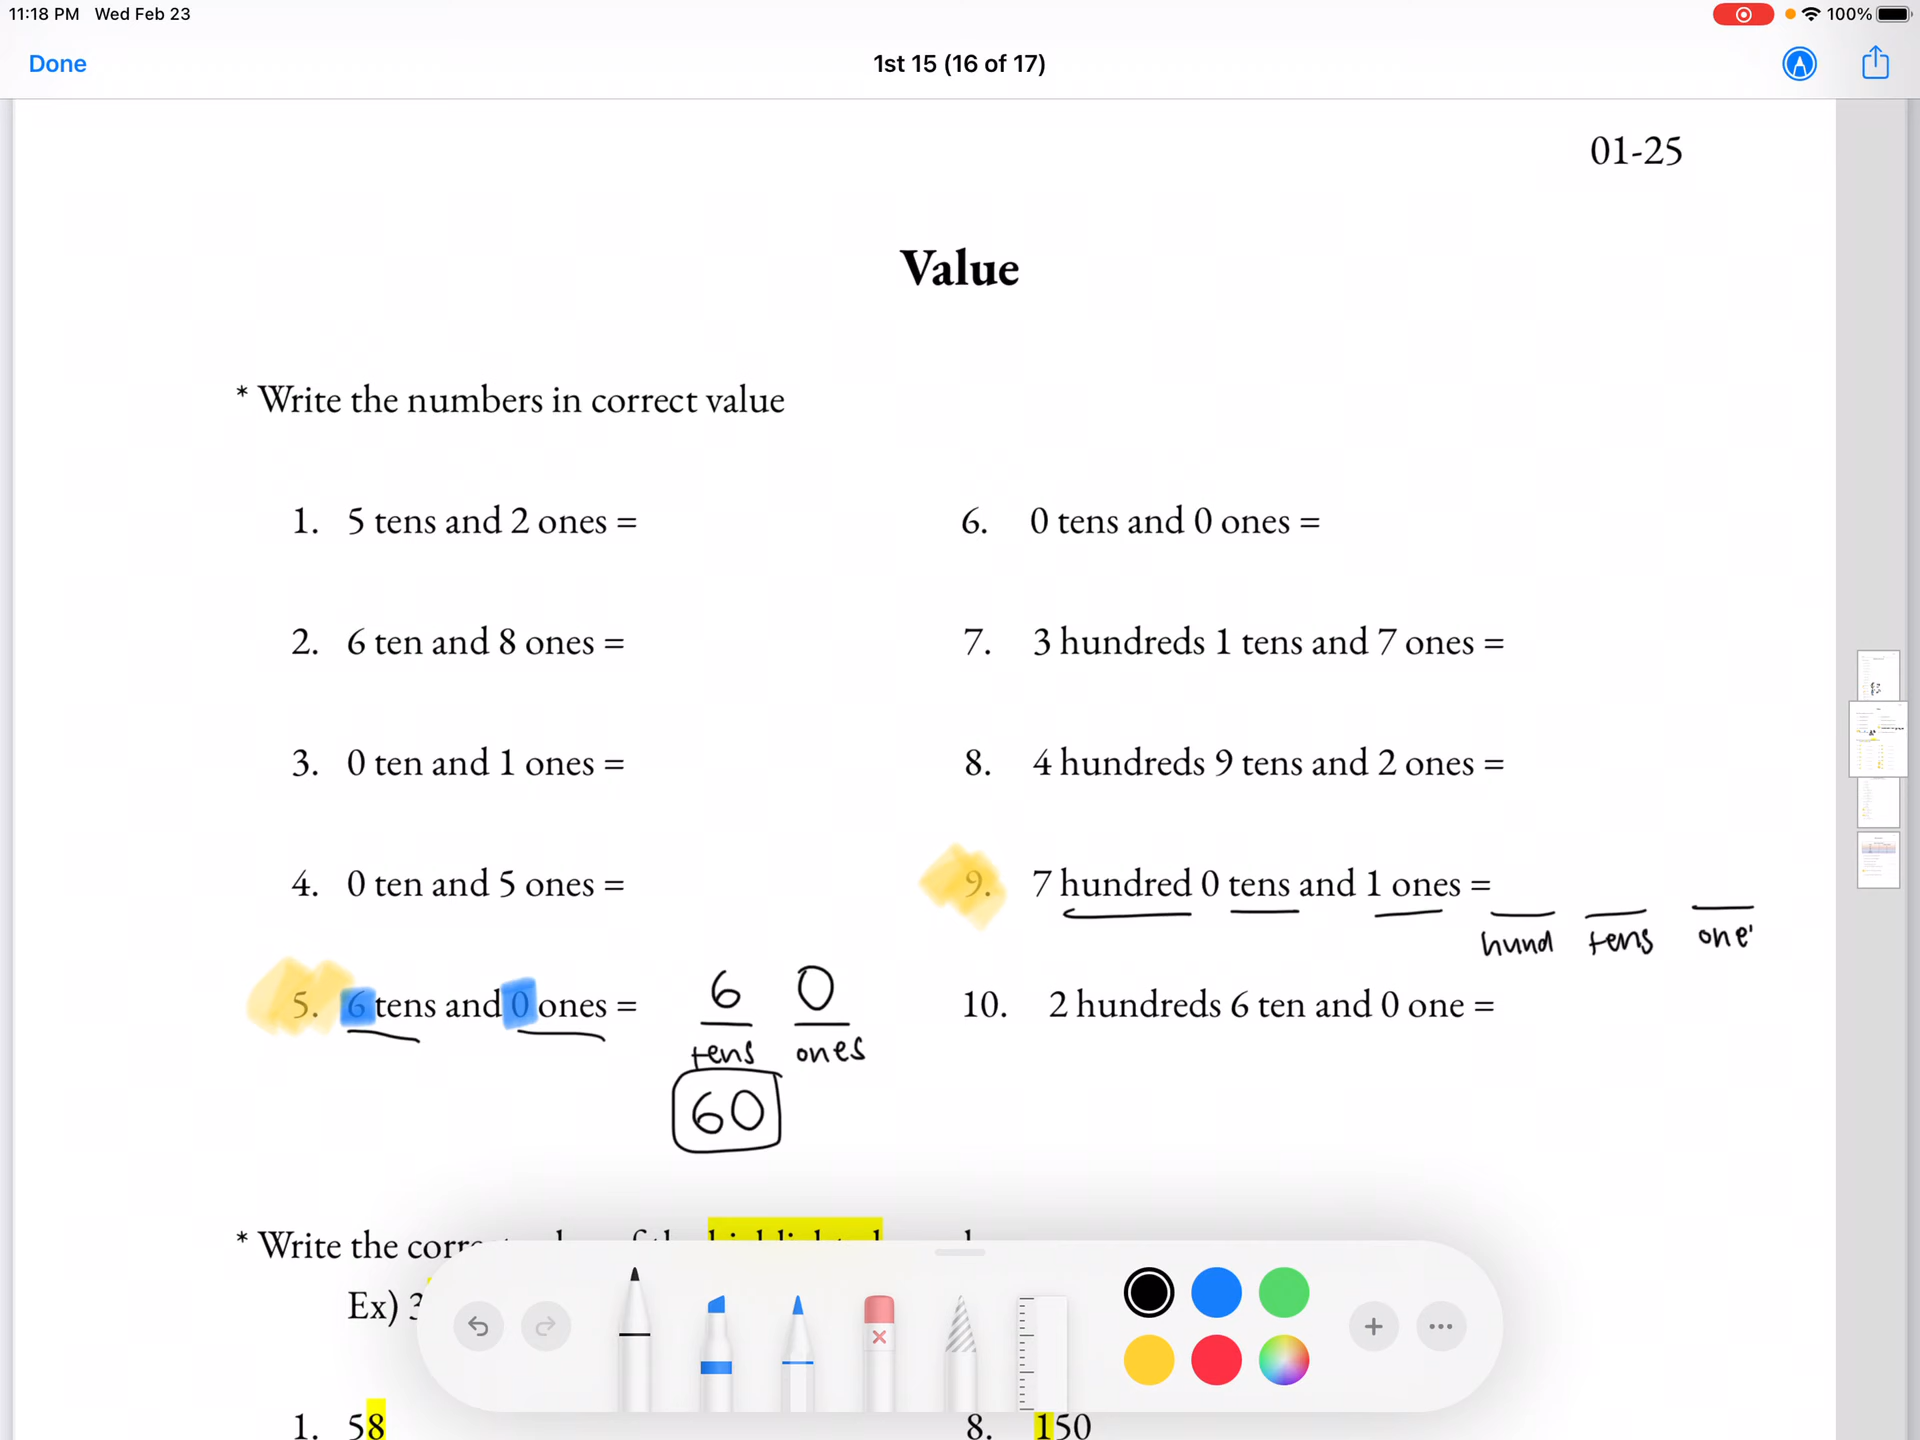 11:18 PM Wed Feb 23
100%
Done
1st 15 (16 of 17)
01-25
Value
* Write the numbers in correct value
1. 5 tens and 2 ones =
2. 6 ten and 8 ones =
3. 0 ten and 1 ones =
4. 0 ten and 5 ones =
5. 6 tens and 0 ones =
6 0
tens ones
60
6. 0 tens and 0 ones =
7. 3 hundreds 1 tens and 7 ones =
8. 4 hundreds 9 tens and 2 ones =
9. 7 hundred 0 tens and 1 ones =
hund tens one
10. 2 hundreds 6 ten and 0 one =
* Write the
Ex) 3
1. 58
8. 150